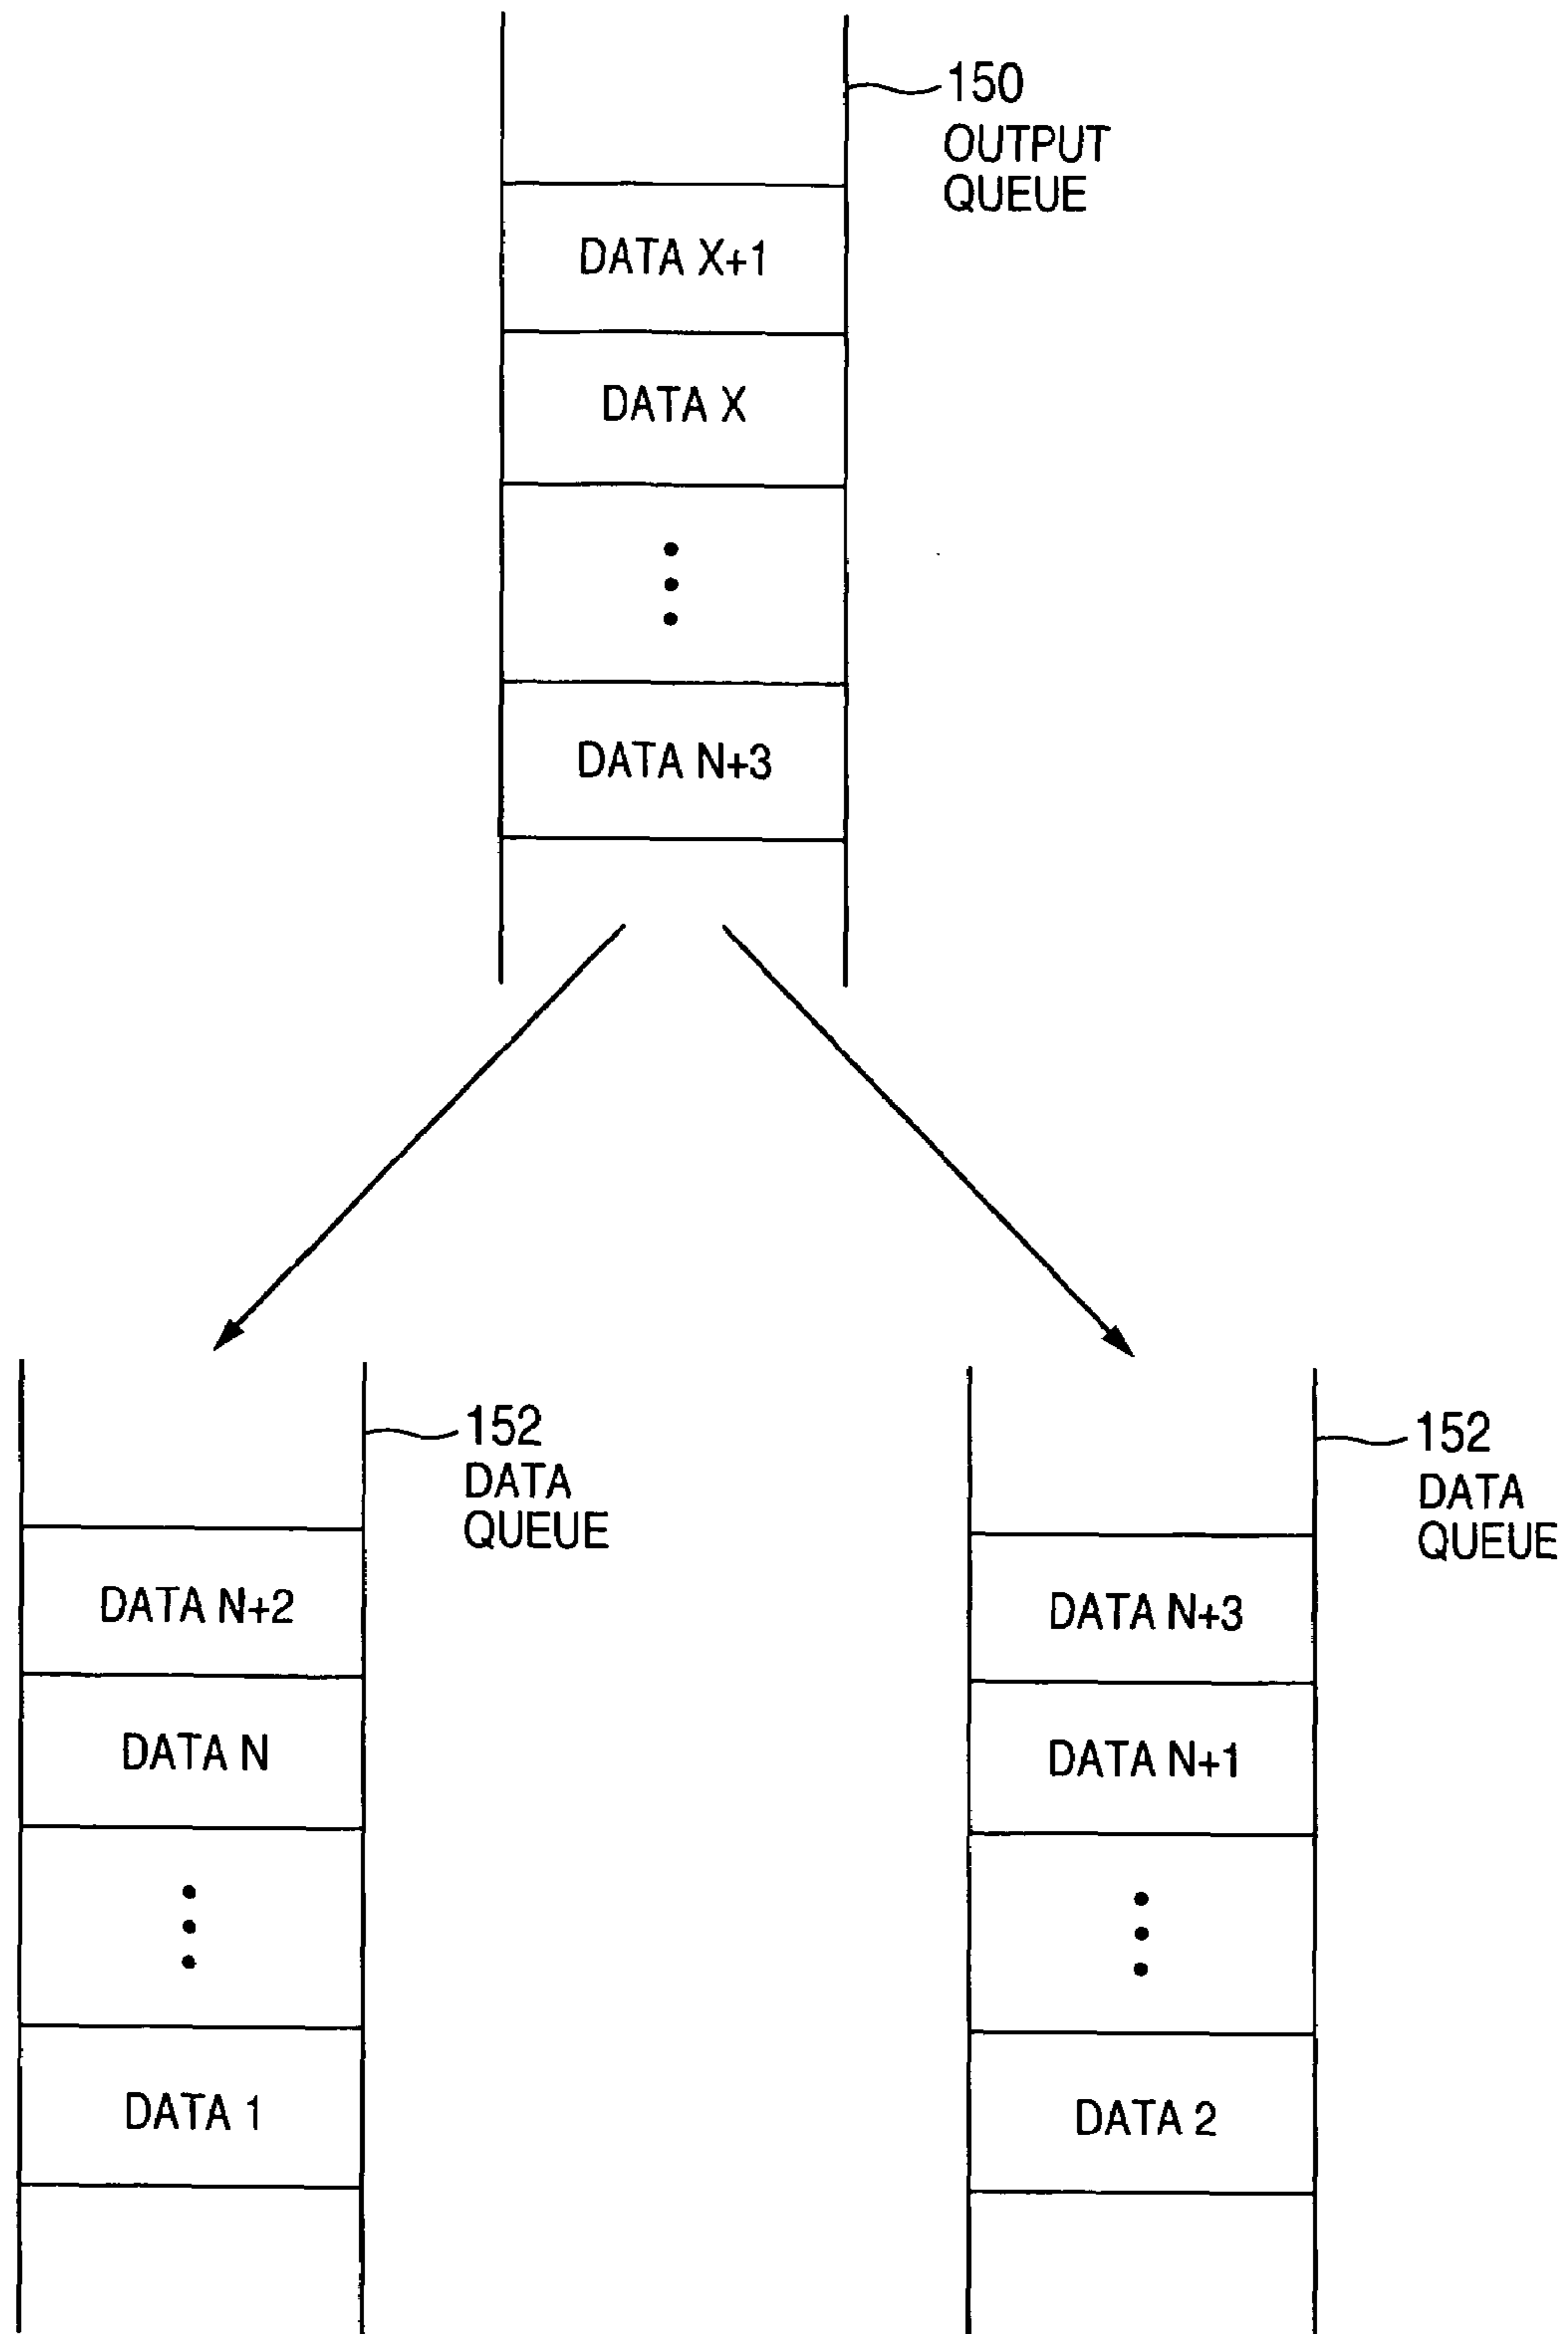 150
OUTPUT
QUEUE
DATA X+1
DATA X
DATA N+3
152
DATA
QUEUE
DATA N+2
DATA N
DATA 1
152
DATA
QUEUE
DATA N+3
DATA N+1
DATA 2